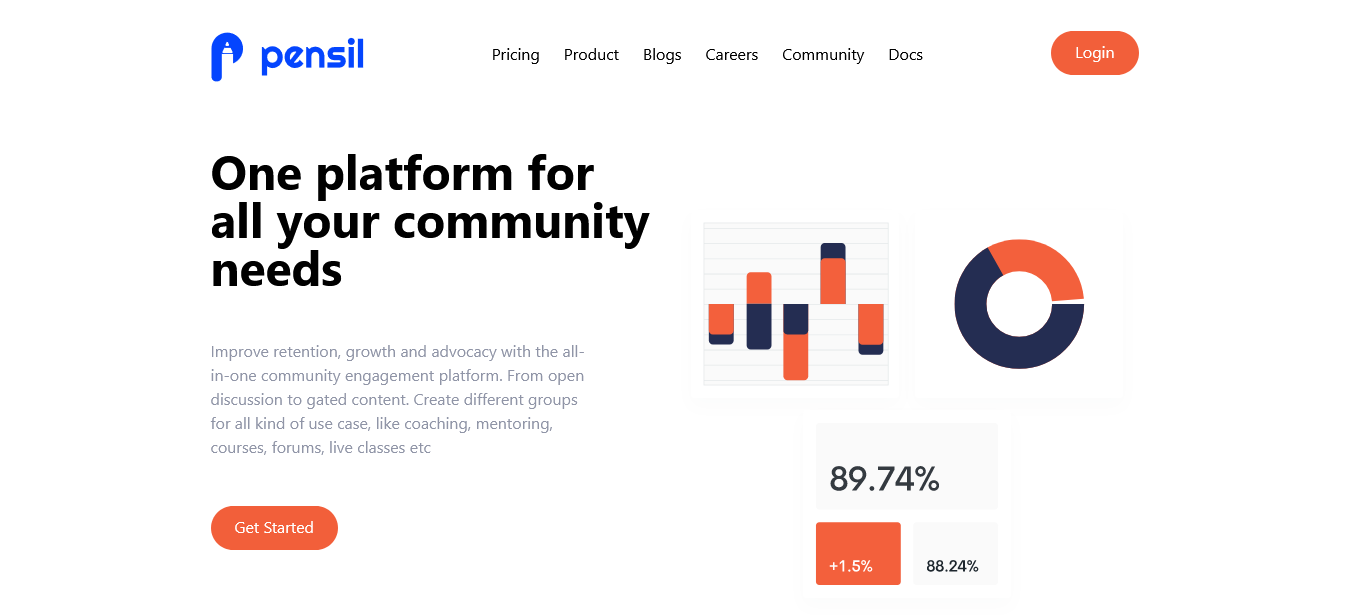 pensil
Pricing
Product
Blogs
Careers
Community
Docs
Login
One platform for
all your community
needs
Improve retention, growth and advocacy with the all-
in-one community engagement platform. From open
discussion to gated content. Create different groups
for all kind of use case, like coaching, mentoring,
courses, forums, live classes etc
Get Started
89.74%
+1.5%
88.24%